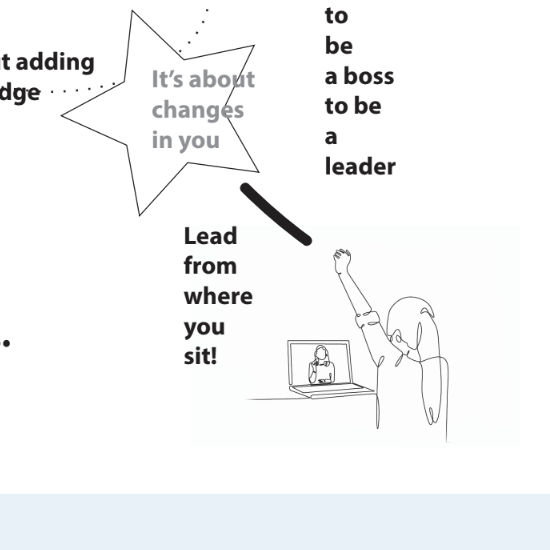 t adding
dge
It's about
changes
in you
to
be
a boss
to be
a
leader
Lead
from
where
you
sit!